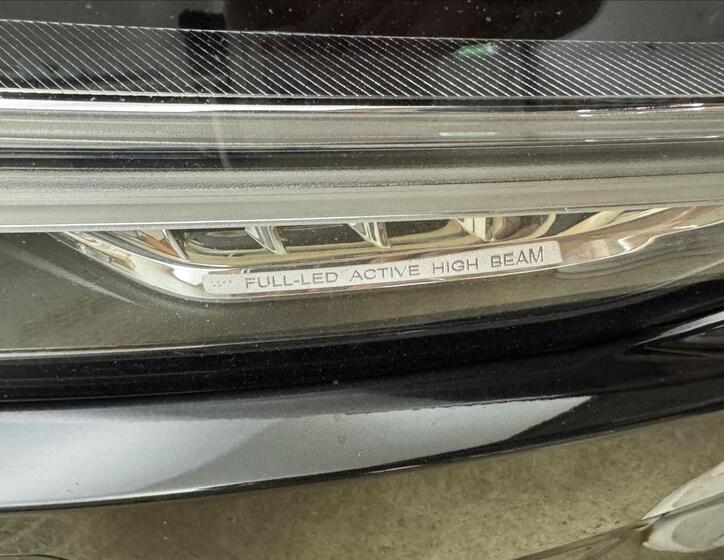 FULL-LED ACTIVE HIGH BEAM